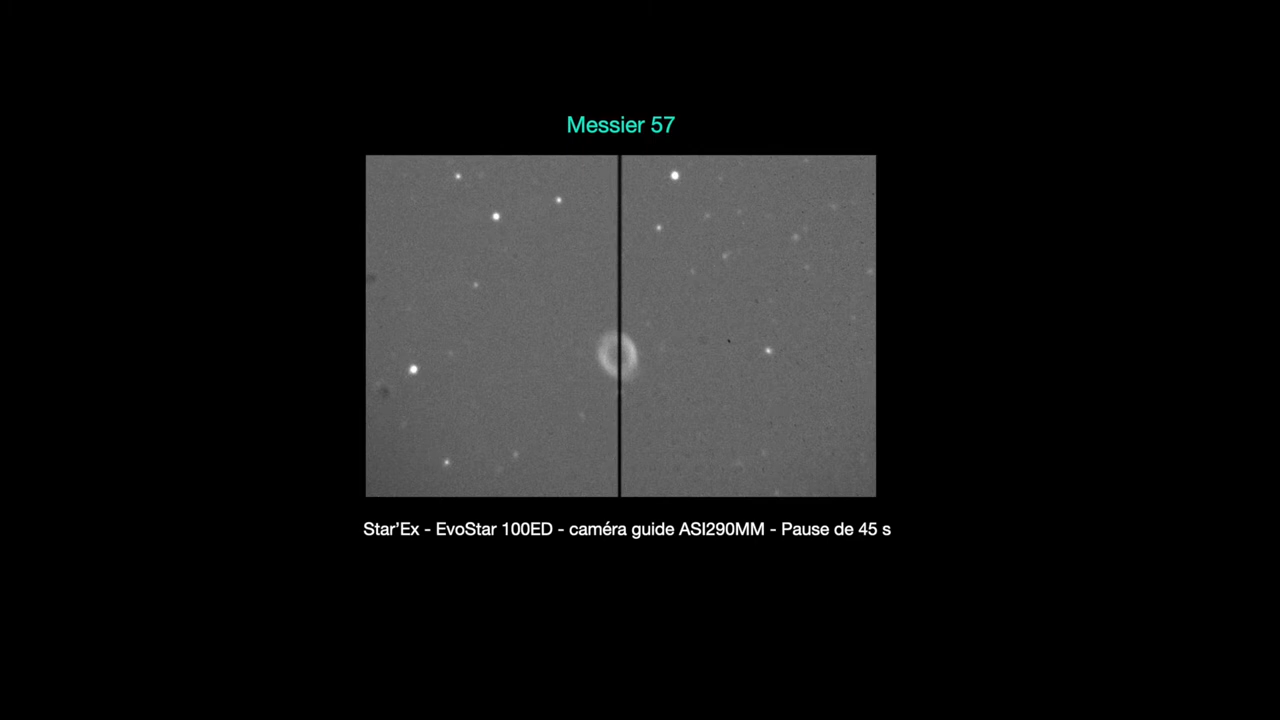 Messier 57
Star’Ex - EvoStar 100ED - caméra guide ASI290MM - Pause de 45 s